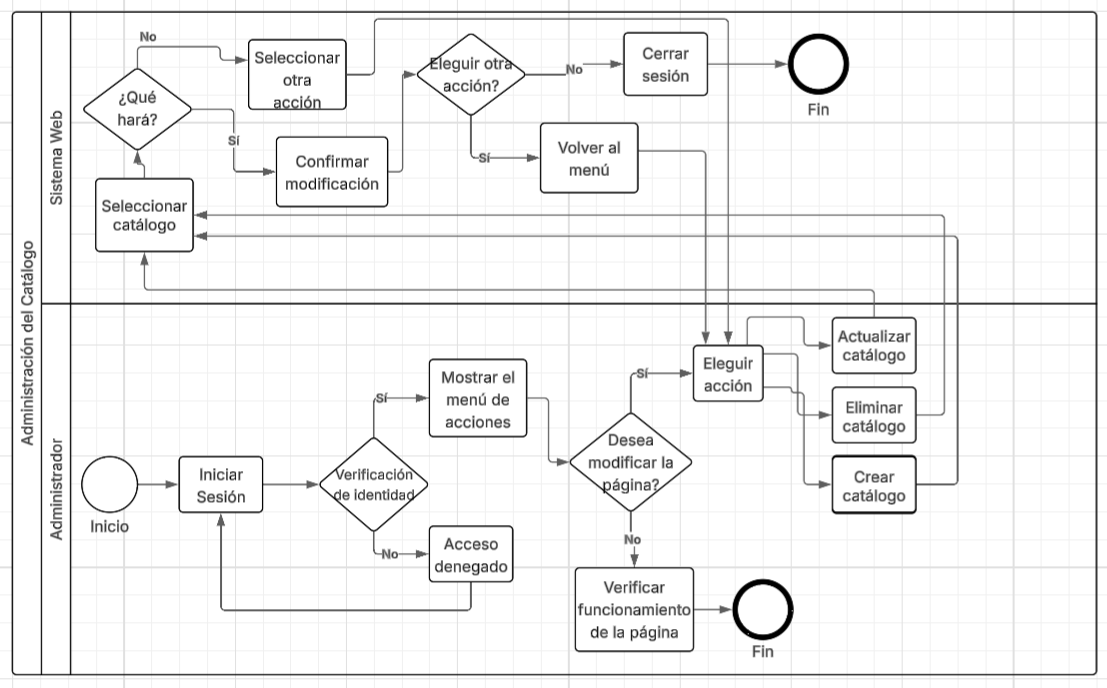 Administración del Catálogo
Sistema Web
No
Seleccionar
otra
acción
¿Qué
hará?
Sí
Confirmar
modificación
Seleccionar
catálogo
Eleguir otra
acción?
No
Cerrar
sesión
Fin
Sí
Volver al
menú
Administrador
Inicio
Iniciar
Sesión
Verificación
de identidad
Sí
Mostrar el
menú de
acciones
No
Acceso
denegado
Desea
modificar la
página?
Sí
Eleguir
acción
Actualizar
catálogo
Eliminar
catálogo
Crear
catálogo
No
Verificar
funcionamiento
de la página
Fin